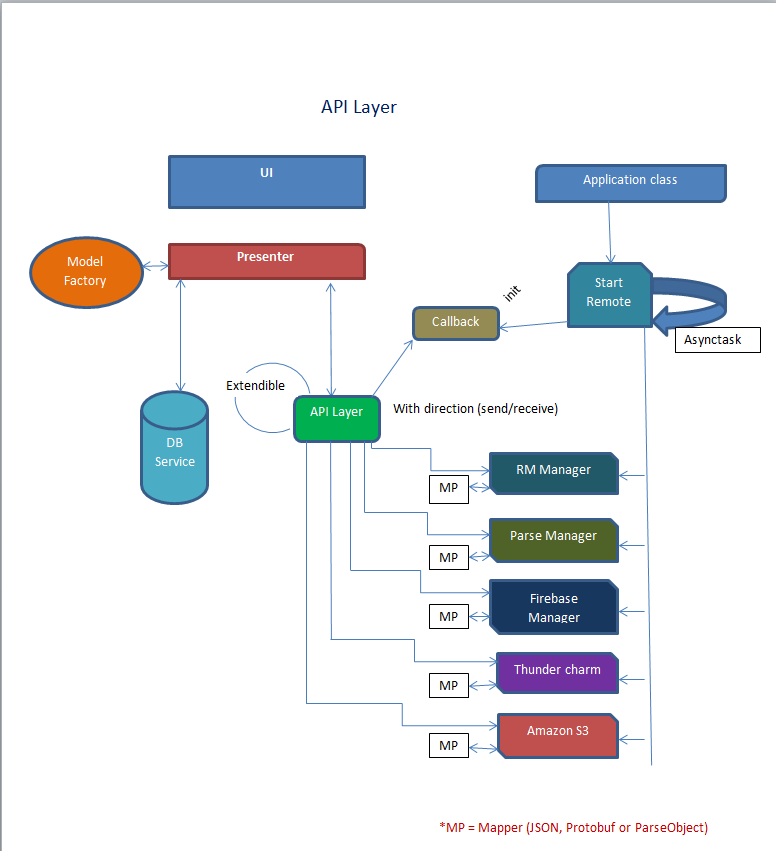 API Layer
UI
Application class
Presenter
Model
Factory
Start
Remote
init
Callback
Asynctask
Extendible
API Layer
With direction (send/receive)
DB
Service
RM Manager
MP
Parse Manager
MP
Firebase
Manager
MP
Thunder charm
MP
Amazon S3
MP
*MP = Mapper (JSON, Protobuf or ParseObject)